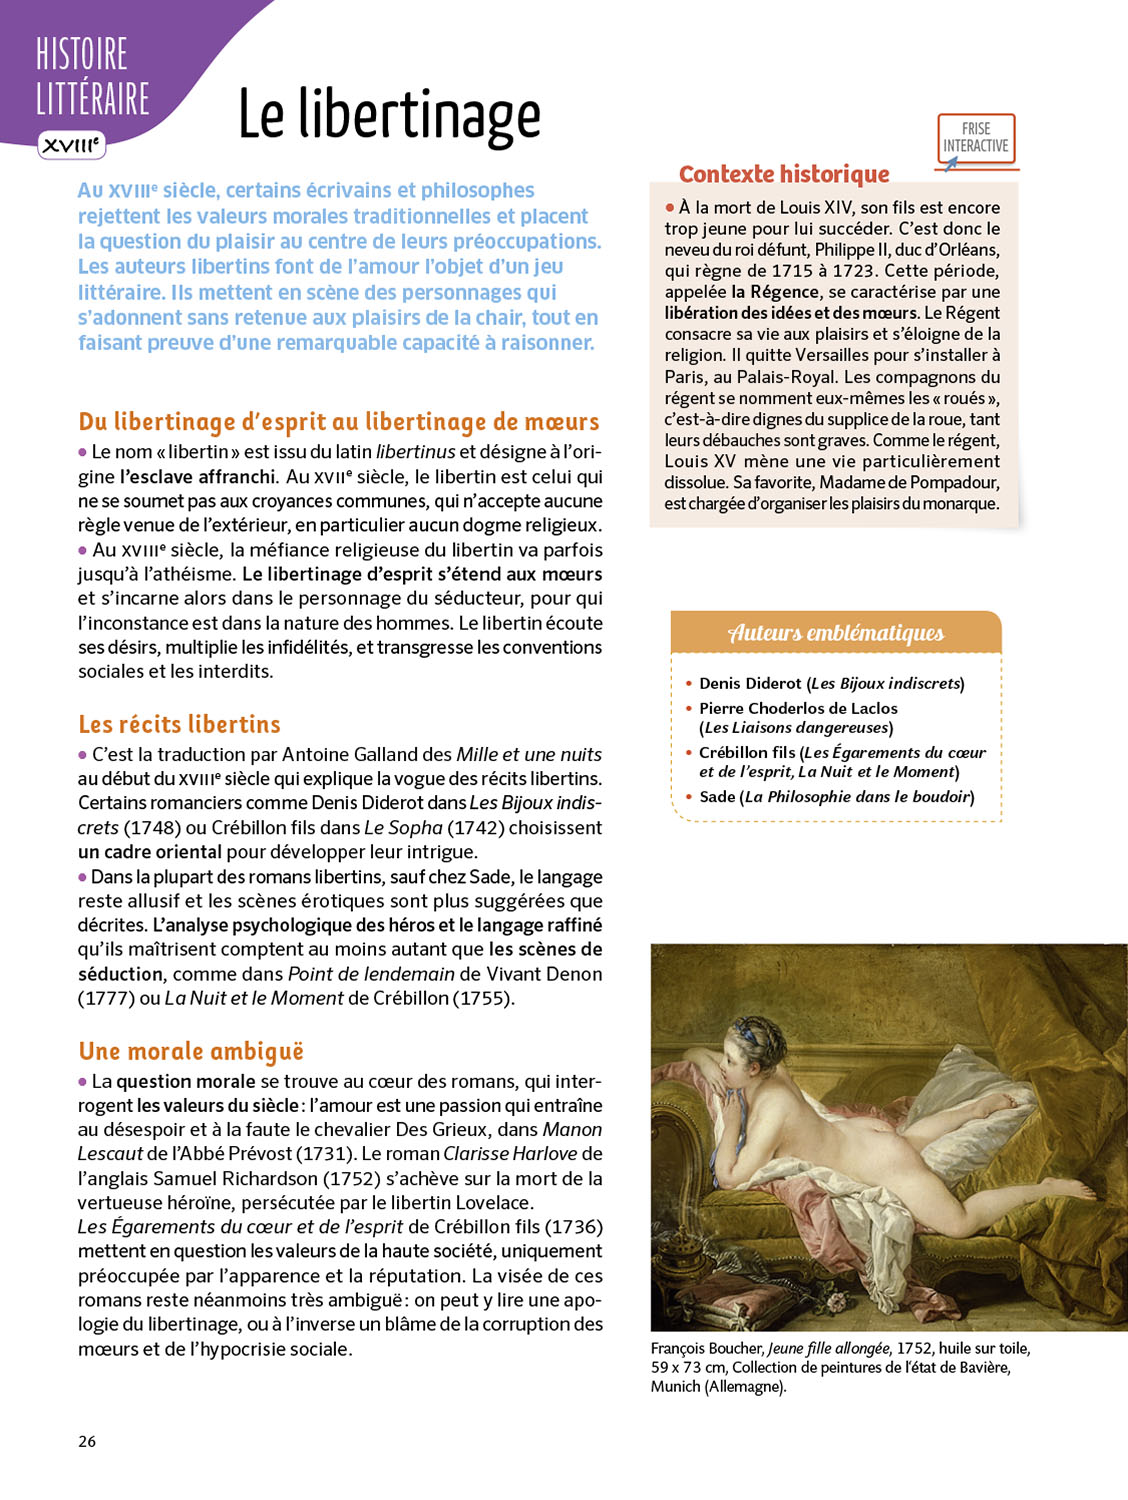 HISTOIRE
LITTÉRAIRE
XVIIIe
Le libertinage
Au XVIIIe siècle, certains écrivains et philosophes
rejettent les valeurs morales traditionnelles et placent
la question du plaisir au centre de leurs préoccupations.
Les auteurs libertins font de l’amour l’objet d’un jeu
littéraire. Ils mettent en scène des personnages qui
s’adonnent sans retenue aux plaisirs de la chair, tout en
faisant preuve d’une remarquable capacité à raisonner.
Du libertinage d’esprit au libertinage de mœurs
• Le nom « libertin » est issu du latin libertinus et désigne à l’ori-
gine l’esclave affranchi. Au XVIIe siècle, le libertin est celui qui
ne se soumet pas aux croyances communes, qui n’accepte aucune
règle venue de l’extérieur, en particulier aucun dogme religieux.
• Au XVIIIe siècle, la méfiance religieuse du libertin va parfois
jusqu’à l’athéisme. Le libertinage d’esprit s’étend aux mœurs
et s’incarne alors dans le personnage du séducteur, pour qui
l’inconstance est dans la nature des hommes. Le libertin écoute
ses désirs, multiplie les infidélités, et transgresse les conventions
sociales et les interdits.
Les récits libertins
• C’est la traduction par Antoine Galland des Mille et une nuits
au début du XVIIIe siècle qui explique la vogue des récits libertins.
Certains romanciers comme Denis Diderot dans Les Bijoux indis-
crets (1748) ou Crébillon fils dans Le Sopha (1742) choisissent
un cadre oriental pour développer leur intrigue.
• Dans la plupart des romans libertins, sauf chez Sade, le langage
reste allusif et les scènes érotiques sont plus suggérées que
décrites. L’analyse psychologique des héros et le langage raffiné
qu’ils maîtrisent comptent au moins autant que les scènes de
séduction, comme dans Point de lendemain de Vivant Denon
(1777) ou La Nuit et le Moment de Crébillon (1755).
Une morale ambiguë
• La question morale se trouve au cœur des romans, qui inter-
rogent les valeurs du siècle : l’amour est une passion qui entraîne
au désespoir et à la faute le chevalier Des Grieux, dans Manon
Lescaut de l’Abbé Prévost (1731). Le roman Clarisse Harlove de
l’anglais Samuel Richardson (1752) s’achève sur la mort de la
vertueuse héroïne, persécutée par le libertin Lovelace.
Les Égarements du cœur et de l’esprit de Crébillon fils (1736)
mettent en question les valeurs de la haute société, uniquement
préoccupée par l’apparence et la réputation. La visée de ces
romans reste néanmoins très ambiguë : on peut y lire une apo-
logie du libertinage, ou à l’inverse un blâme de la corruption des
mœurs et de l’hypocrisie sociale.
FRISE
INTERACTIVE
Contexte historique
• À la mort de Louis XIV, son fils est encore
trop jeune pour lui succéder. C’est donc le
neveu du roi défunt, Philippe II, duc d’Orléans,
qui règne de 1715 à 1723. Cette période,
appelée la Régence, se caractérise par une
libération des idées et des mœurs. Le Régent
consacre sa vie aux plaisirs et s’éloigne de la
religion. Il quitte Versailles pour s’installer à
Paris, au Palais-Royal. Les compagnons du
régent se nomment eux-mêmes les « roués »,
c’est-à-dire dignes du supplice de la roue, tant
leurs débauches sont graves. Comme le régent,
Louis XV mène une vie particulièrement
dissolue. Sa favorite, Madame de Pompadour,
est chargée d’organiser les plaisirs du monarque.
Auteurs emblématiques
• Denis Diderot (Les Bijoux indiscrets)
• Pierre Choderlos de Laclos
(Les Liaisons dangereuses)
• Crébillon fils (Les Égarements du cœur
et de l’esprit, La Nuit et le Moment)
• Sade (La Philosophie dans le boudoir)
François Boucher, Jeune fille allongée, 1752, huile sur toile,
59 x 73 cm, Collection de peintures de l’état de Bavière,
Munich (Allemagne).
26